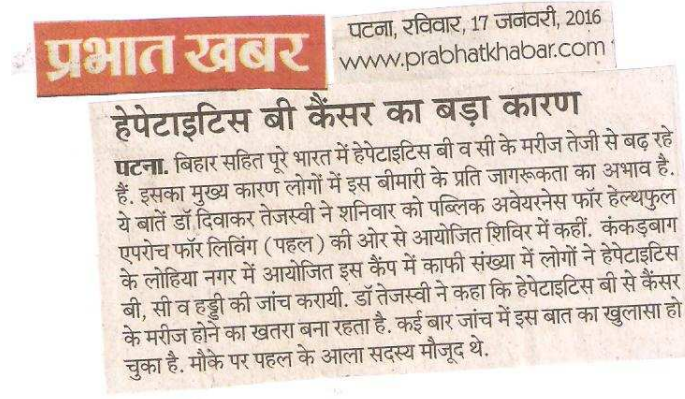 प्रभात खबर
पटना, रविवार, 17 जनवरी, 2016
www.prabhatkhabar.com
हेपेटाइटिस बी कैंसर का बड़ा कारण
पटना. बिहार सहित पूरे भारत में हेपेटाइटिस बी व सी के मरीज तेजी से बढ़ रहे
हैं. इसका मुख्य कारण लोगों में इस बीमारी के प्रति जागरूकता का अभाव है.
ये बातें डॉ दिवाकर तेजस्वी ने शनिवार को पब्लिक अवेयरनेस फॉर हेल्थफुल
एपरोच फॉर लिविंग (पहल) की ओर से आयोजित शिविर में कहीं. कंकड़बाग
के लोहिया नगर में आयोजित इस कैंप में काफी संख्या में लोगों ने हेपेटाइटिस
बी, सी व हड्डी की जांच करायी. डॉ तेजस्वी ने कहा कि हेपेटाइटिस बी से कैंसर
के मरीज होने का खतरा बना रहता है. कई बार जांच में इस बात का खुलासा हो
चुका है. मौके पर पहल के आला सदस्य मौजूद थे.